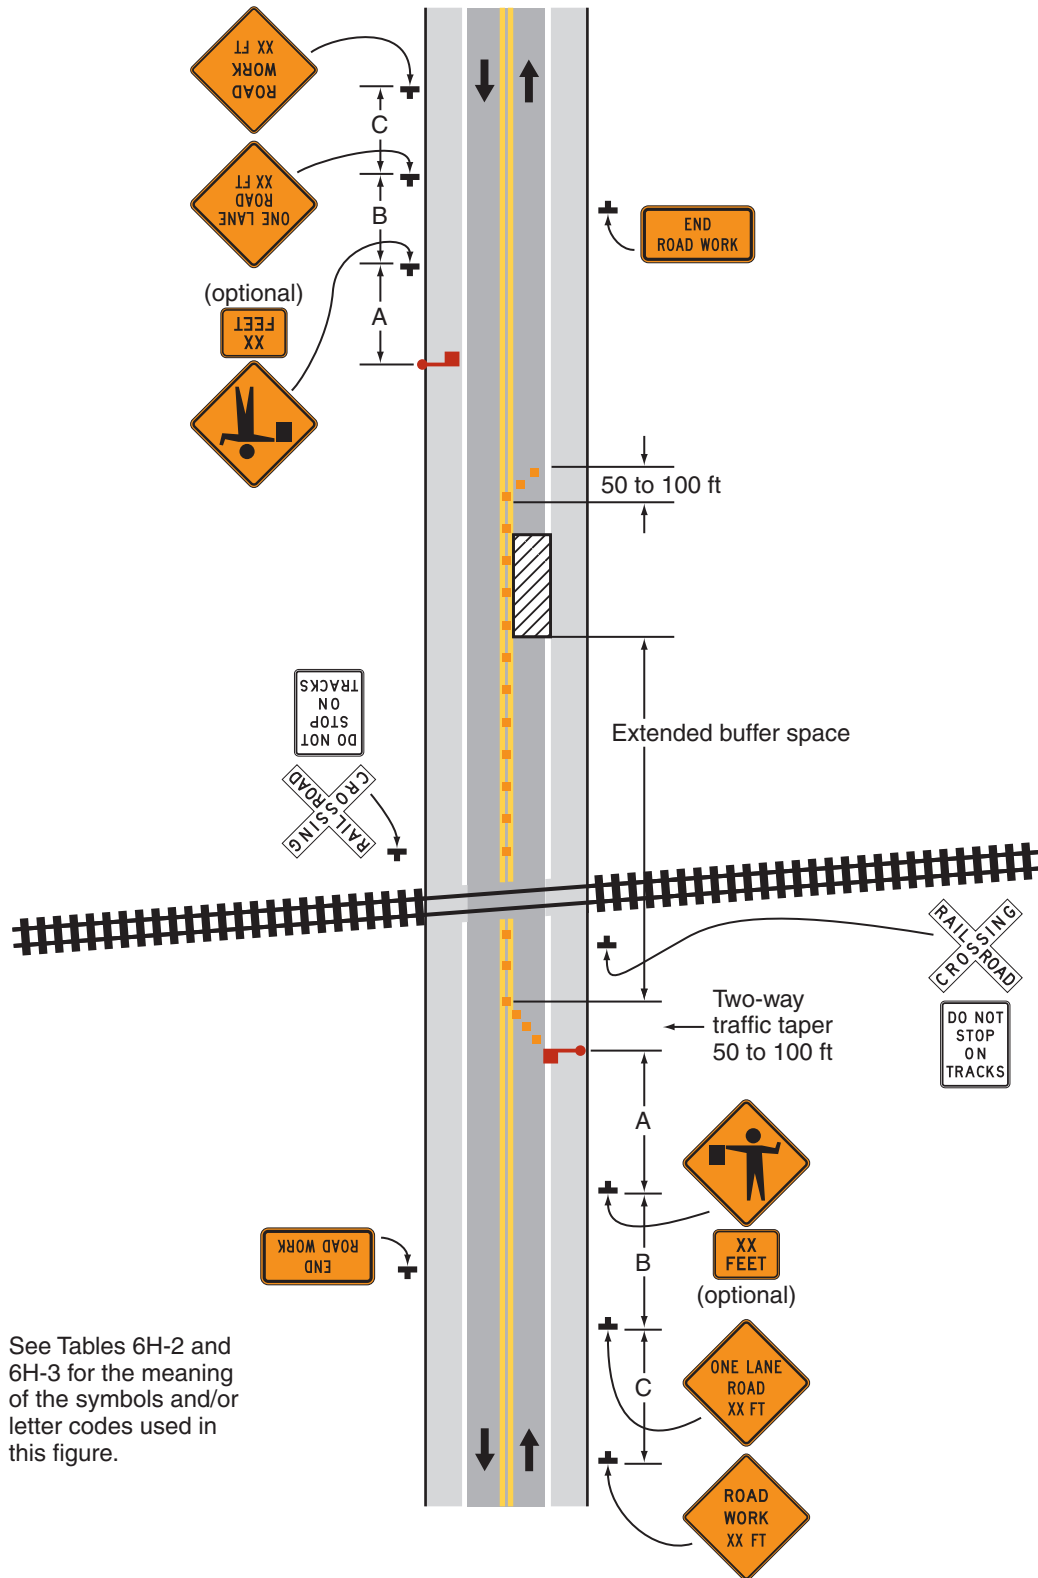 ROAD
WORK
XX FT
C
ONE LANE
ROAD
XX FT
B
END
ROAD WORK
(optional)
XX
FEET
A
50 to 100 ft
DO NOT
STOP
ON
TRACKS
RAILROAD
CROSSING
Extended buffer space
RAILROAD
CROSSING
DO NOT
STOP
ON
TRACKS
Two-way
traffic taper
50 to 100 ft
A
XX
FEET
(optional)
B
END
ROAD WORK
ONE LANE
ROAD
XX FT
C
ROAD
WORK
XX FT
See Tables 6H-2 and
6H-3 for the meaning
of the symbols and/or
letter codes used in
this figure.